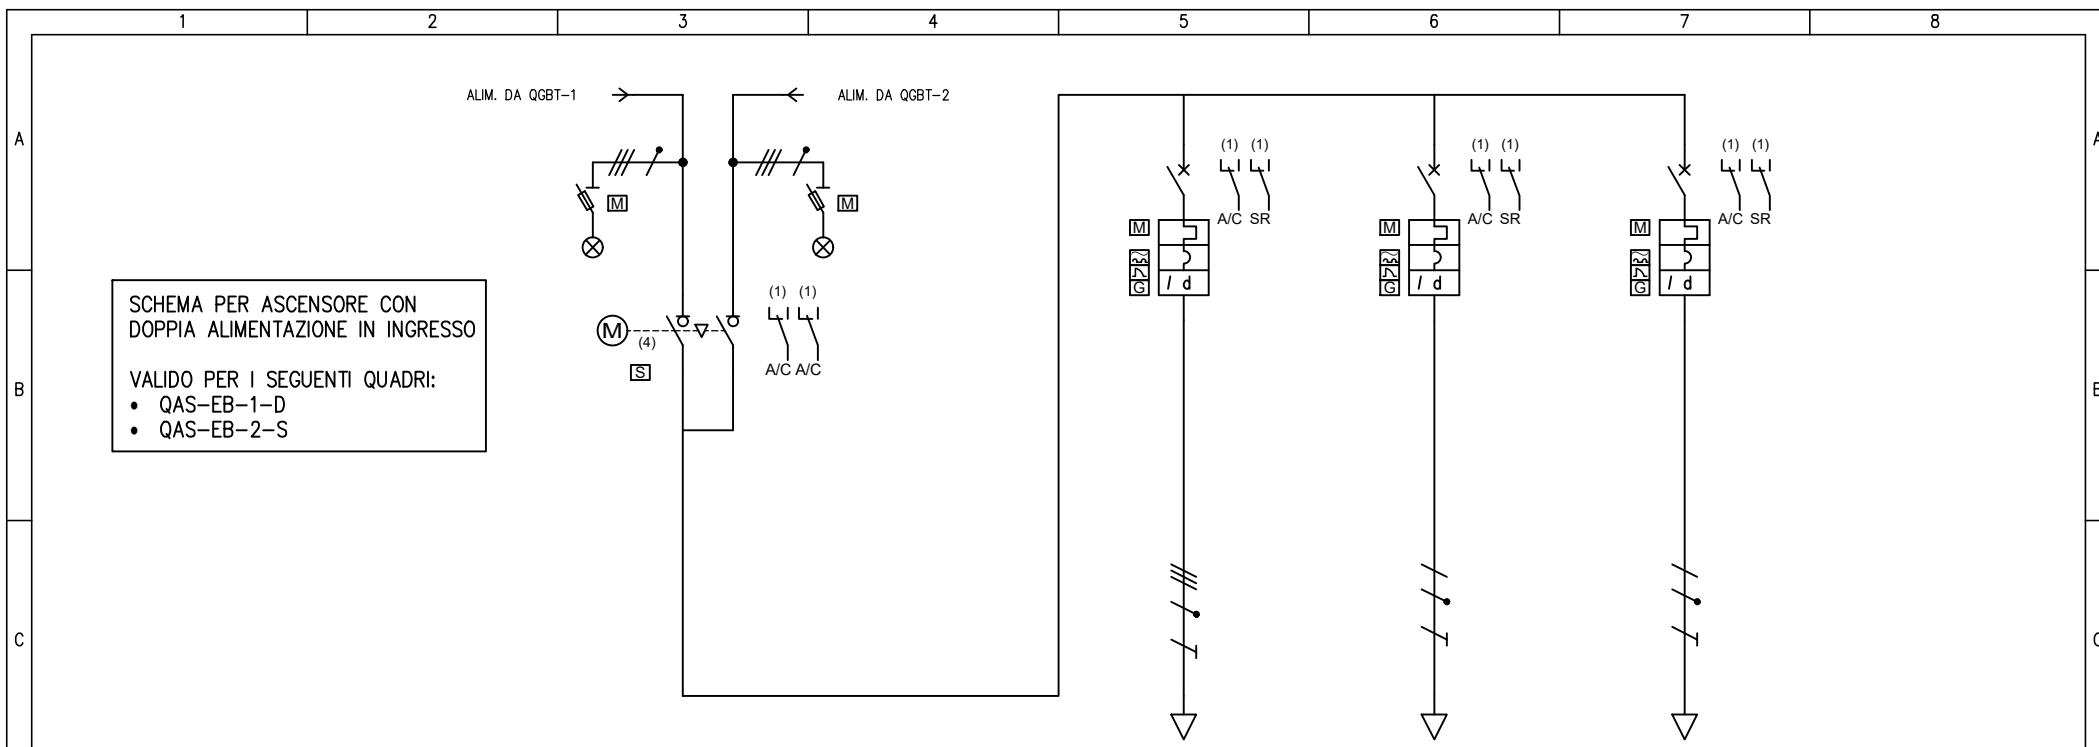 1 2 3 4 5 6 7 8
ALIM. DA QGBT-1
ALIM. DA QGBT-2
A
A
(1) (1)
(1) (1)
(1) (1)
M
M
A/C SR
A/C SR
A/C SR
M
M
M
G
G
G
I d
I d
I d
SCHEMA PER ASCENSORE CON
DOPPIA ALIMENTAZIONE IN INGRESSO
VALIDO PER I SEGUENTI QUADRI:
• QAS-EB-1-D
• QAS-EB-2-S
(1) (1)
M
(4)
S
A/C A/C
B
B
C
C